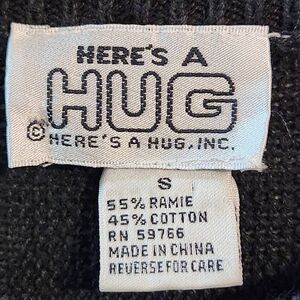 HERE'S A
HUG
© HERE'S A HUG, INC.
S
55% RAMIE
45% COTTON
RN 59766
MADE IN CHINA
REVERSE FOR CARE